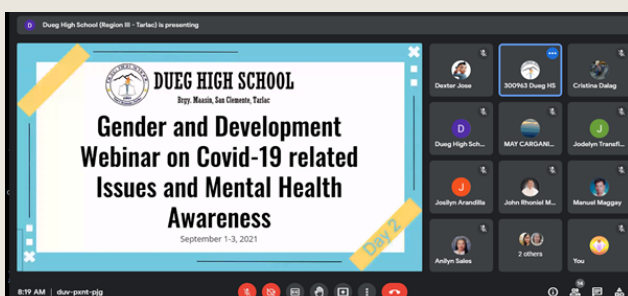 D Dueg High School (Region III - Tarlac) is presenting
DUEG HIGH SCHOOL
Brgy. Maasin, San Clemente, Tarlac
Gender and Development
Webinar on Covid-19 related
Issues and Mental Health
Awareness
September 1-3, 2021
Day 2
Dexter Jose
300963 Dueg HS
Cristina Dalag
D
Dueg High Sch...
MAY CARGANI...
J
Jodelyn Transfi...
J
Josilyn Arandilla
John Rhoniel M...
Manuel Maggay
Anilyn Sales
2 others
You
8:19 AM | duv-pxnt-pjg
14